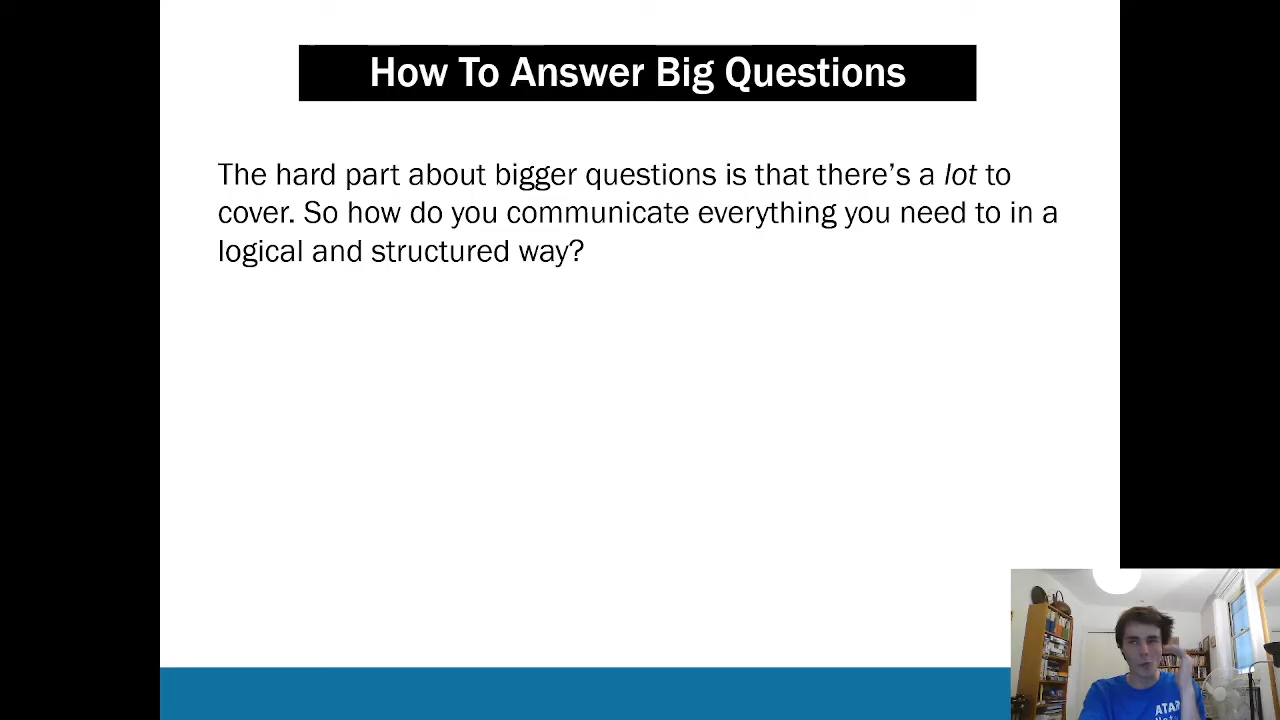 How To Answer Big Questions
The hard part about bigger questions is that there's a lot to
cover. So how do you communicate everything you need to in a
logical and structured way?
ATAR